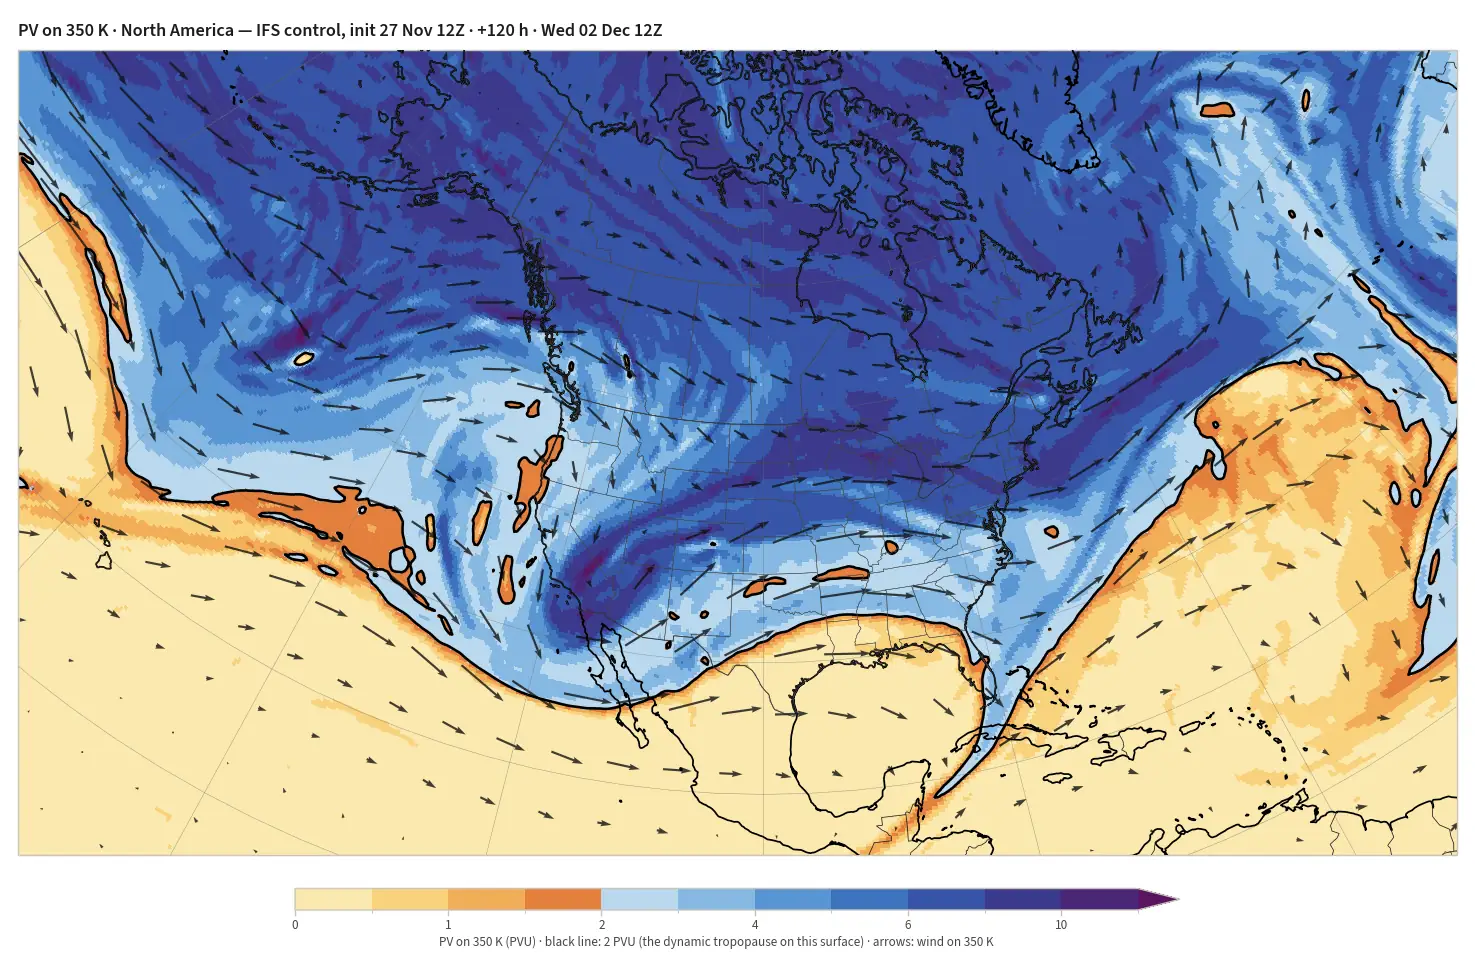 PV on 350 K · North America — IFS control, init 27 Nov 12Z · +120 h · Wed 02 Dec 12Z
0 1 2 4 6 10
PV on 350 K (PVU) · black line: 2 PVU (the dynamic tropopause on this surface) · arrows: wind on 350 K